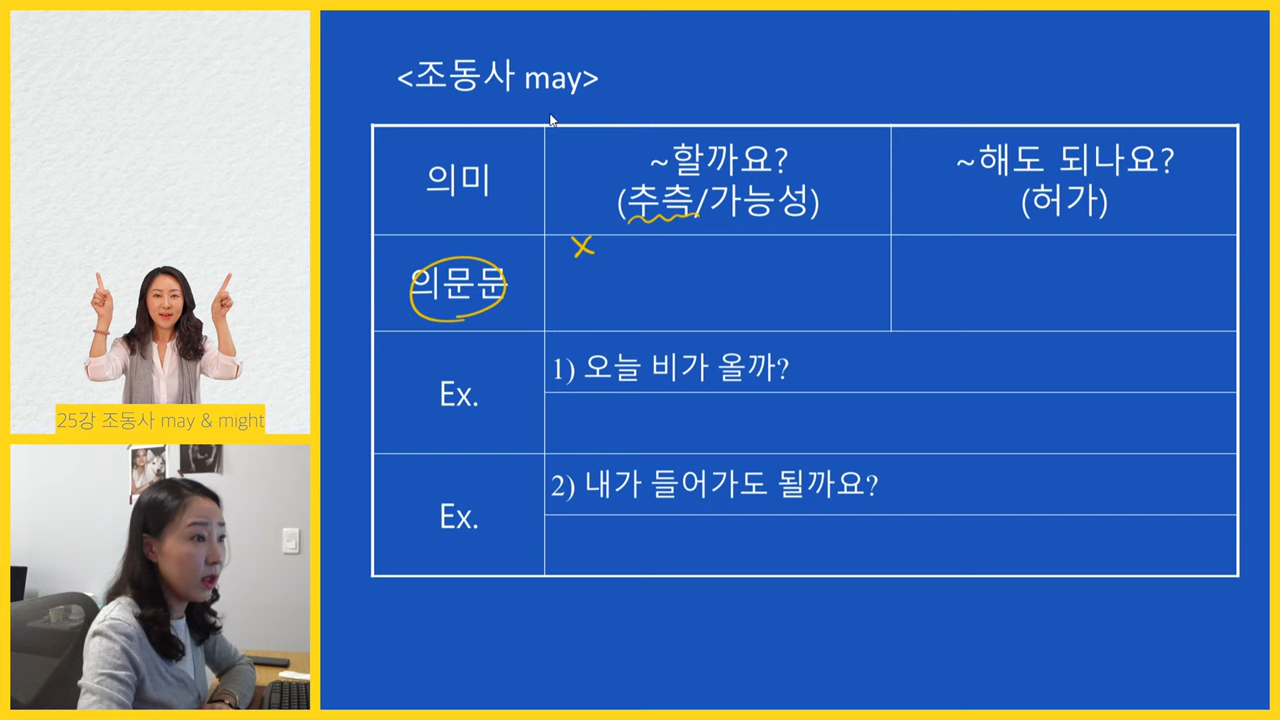 <조동사 may>
의미
~할까요?
(추측/가능성)
~해도 되나요?
(허가)
의문문
x
Ex.
1) 오늘 비가 올까?
Ex.
2) 내가 들어가도 될까요?
25강 조동사 may & might